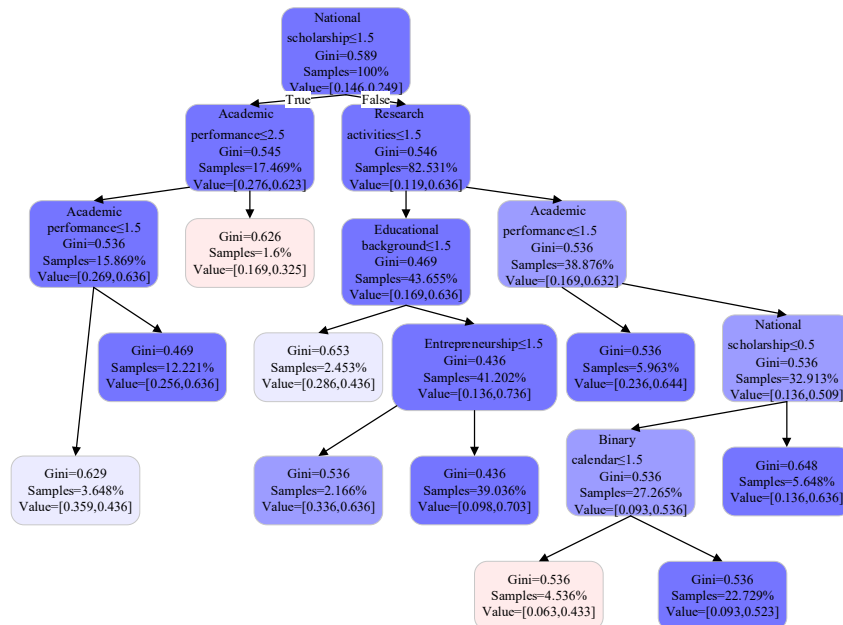 National
scholarship≤1.5
Gini=0.589
Samples=100%
Value=[0.146,0.249]
True
False
Academic
performance≤2.5
Gini=0.545
Samples=17.469%
Value=[0.276,0.623]
Research
activities≤1.5
Gini=0.546
Samples=82.531%
Value=[0.119,0.636]
Academic
performance≤1.5
Gini=0.536
Samples=15.869%
Value=[0.269,0.636]
Gini=0.626
Samples=1.6%
Value=[0.169,0.325]
Educational
background≤1.5
Gini=0.469
Samples=43.655%
Value=[0.169,0.636]
Academic
performance≤1.5
Gini=0.536
Samples=38.876%
Value=[0.169,0.632]
Gini=0.469
Samples=12.221%
Value=[0.256,0.636]
Gini=0.653
Samples=2.453%
Value=[0.286,0.436]
Entrepreneurship≤1.5
Gini=0.436
Samples=41.202%
Value=[0.136,0.736]
Gini=0.536
Samples=5.963%
Value=[0.236,0.644]
National
scholarship≤0.5
Gini=0.536
Samples=32.913%
Value=[0.136,0.509]
Gini=0.629
Samples=3.648%
Value=[0.359,0.436]
Gini=0.536
Samples=2.166%
Value=[0.336,0.636]
Gini=0.436
Samples=39.036%
Value=[0.098,0.703]
Binary
calendar≤1.5
Gini=0.536
Samples=27.265%
Value=[0.093,0.536]
Gini=0.648
Samples=5.648%
Value=[0.136,0.636]
Gini=0.536
Samples=4.536%
Value=[0.063,0.433]
Gini=0.536
Samples=22.729%
Value=[0.093,0.523]